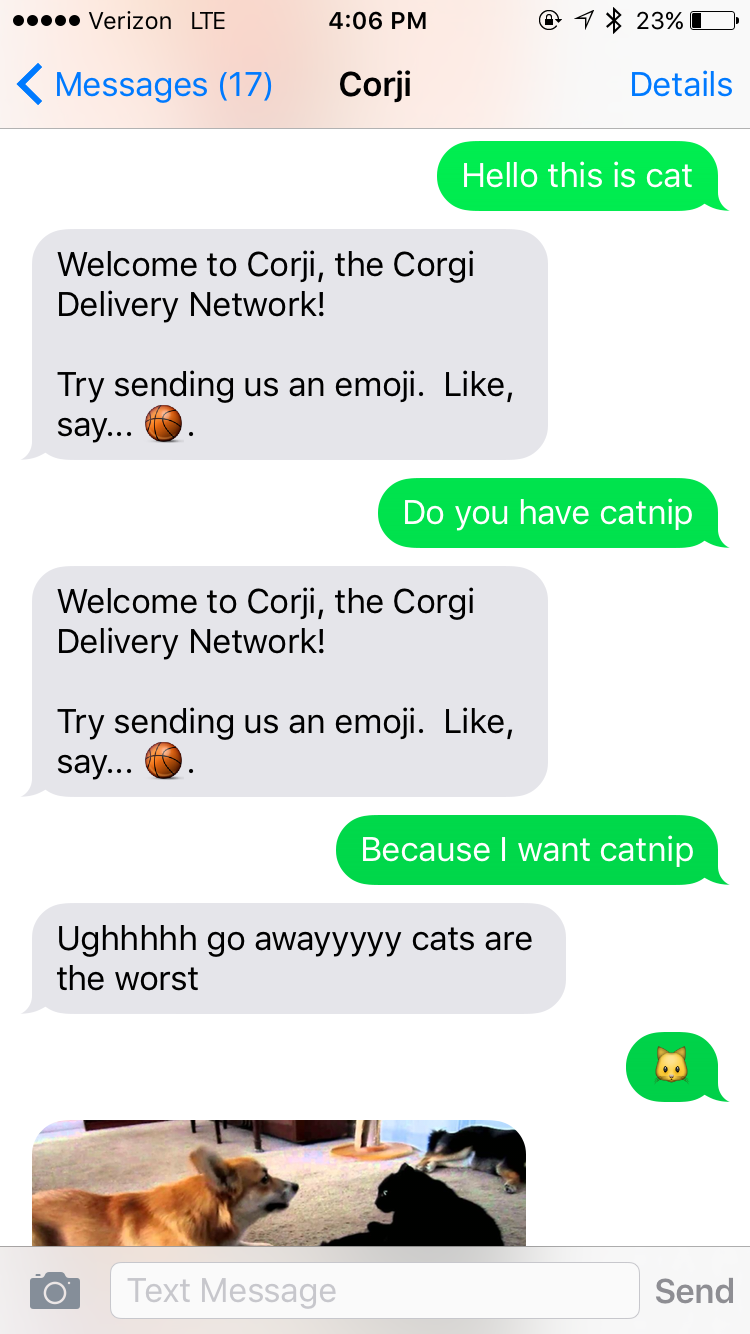 ●●●●● Verizon LTE 4:06 PM 23%
Messages (17) Corji Details
Hello this is cat
Welcome to Corji, the Corgi
Delivery Network!
Try sending us an emoji.  Like,
say... 🏀.
Do you have catnip
Welcome to Corji, the Corgi
Delivery Network!
Try sending us an emoji.  Like,
say... 🏀.
Because I want catnip
Ughhhhh go awayyyyy cats are
the worst
🐱
Text Message Send